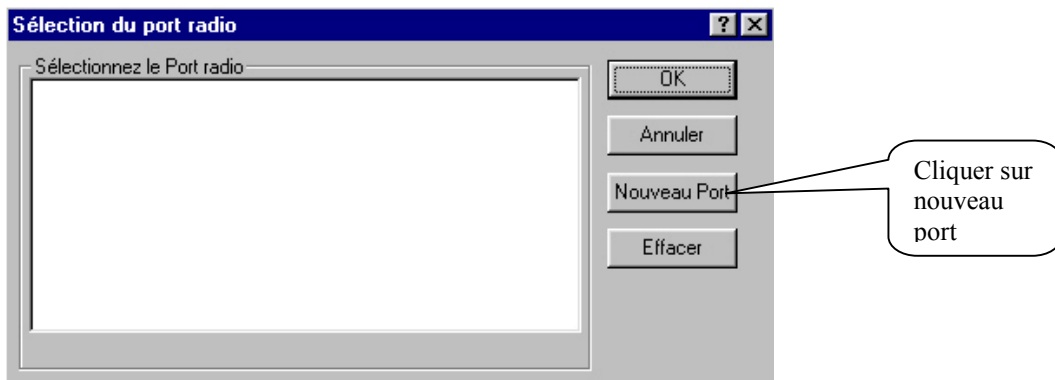 Sélection du port radio
Sélectionnez le Port radio
OK
Annuler
Nouveau Port
Effacer
Cliquer sur
nouveau
port